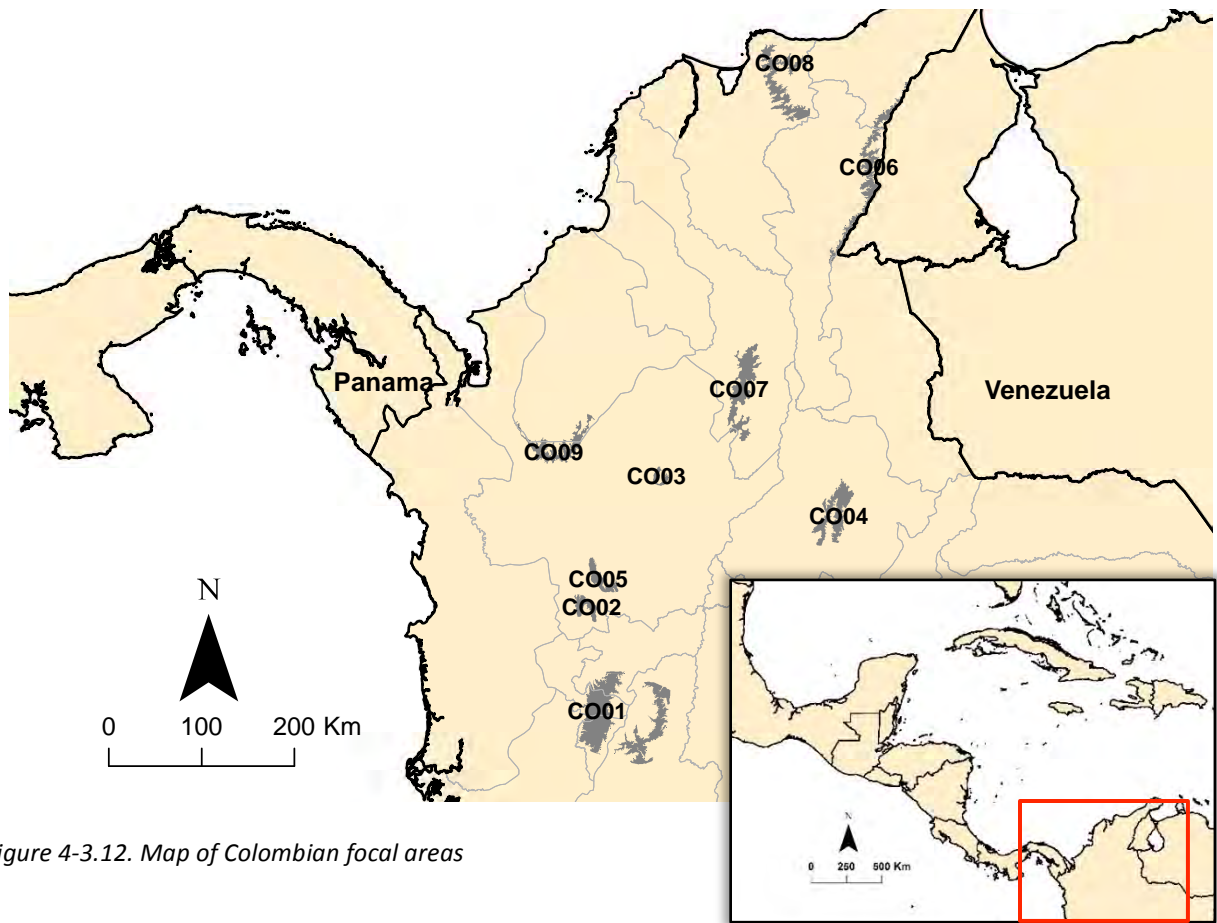 CO08
CO06
Panama
CO07
Venezuela
CO09
CO03
CO04
CO05
CO02
N
CO01
0 100 200 Km
igure 4-3.12. Map of Colombian focal areas
N
0 250 500 Km